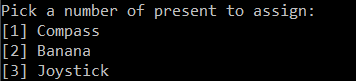 Pick a number of present to assign:
[1] Compass
[2] Banana
[3] Joystick